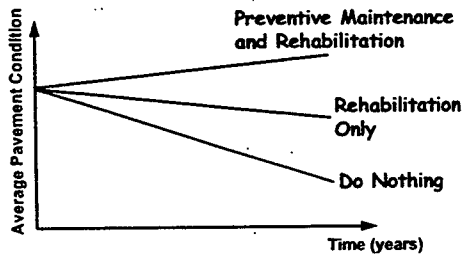 Preventive Maintenance
and Rehabilitation
Average Pavement Condition
Rehabilitation
Only
Do Nothing
Time (years)